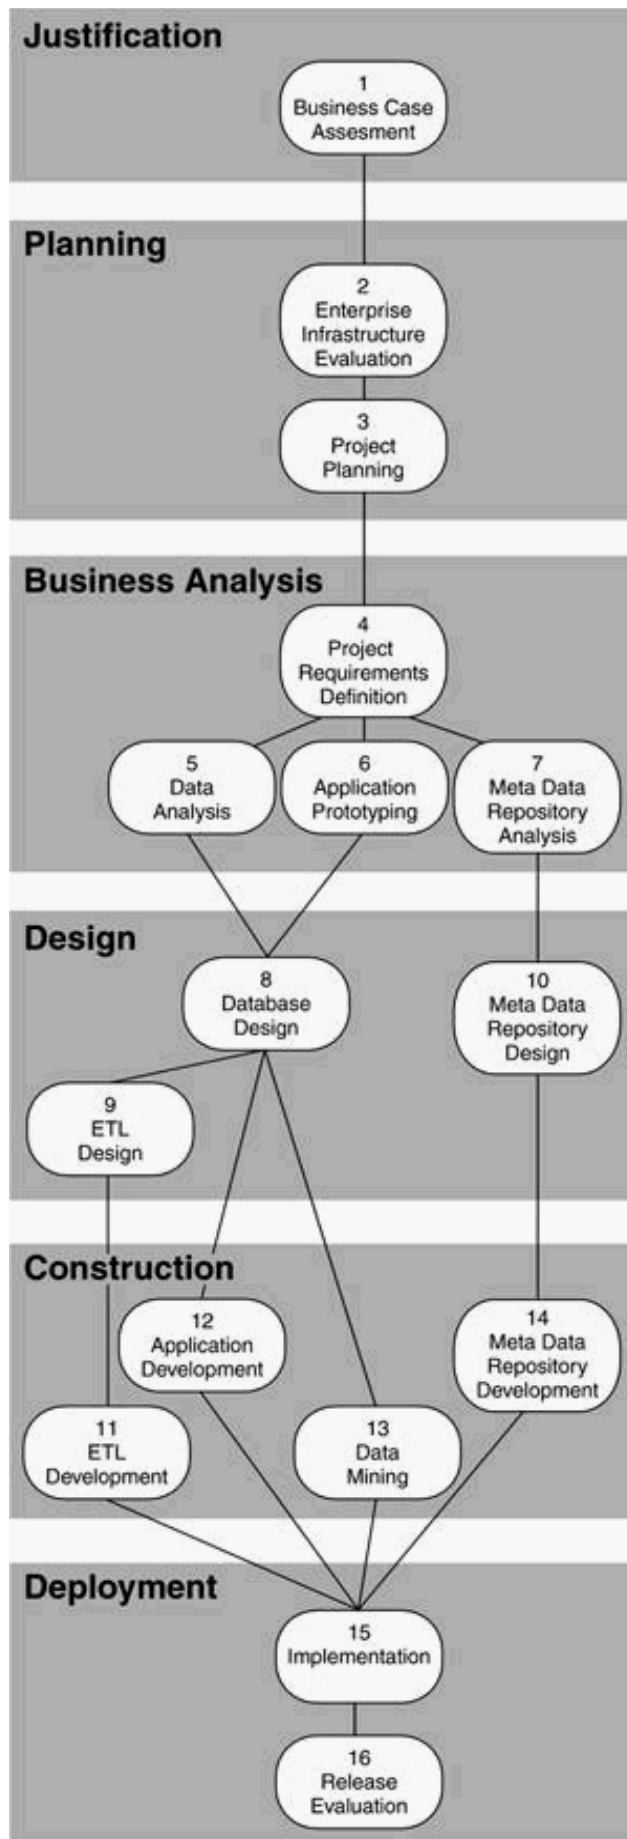 Justification
1
Business Case
Assesment
Planning
2
Enterprise
Infrastructure
Evaluation
3
Project
Planning
Business Analysis
4
Project
Requirements
Definition
5
Data
Analysis
6
Application
Prototyping
7
Meta Data
Repository
Analysis
Design
8
Database
Design
10
Meta Data
Repository
Design
9
ETL
Design
Construction
12
Application
Development
14
Meta Data
Repository
Development
11
ETL
Development
13
Data
Mining
Deployment
15
Implementation
16
Release
Evaluation